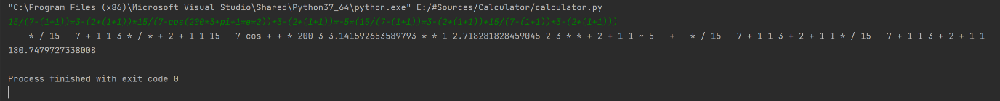 "C:\Program Files (x86)\Microsoft Visual Studio\Shared\Python37_64\python.exe" E:/#Sources/Calculator/calculator.py
15/(7-(1+1))*3-(2+(1+1))*15/(7-cos(200*3+pi+1*e*2))*3-(2+(1+1))*-5*(15/(7-(1+1))*3-(2+(1+1))+15/(7-(1+1))*3-(2+(1+1)))
- - * / 15 - 7 + 1 1 3 * / * + 2 + 1 1 15 - 7 cos + + * 200 3 3.141592653589793 * * 1 2.718281828459045 2 3 * * + 2 + 1 1 ~ 5 - + - * / 15 - 7 + 1 1 3 + 2 + 1 1 * / 15 - 7 + 1 1 3 + 2 + 1 1
180.7479727338008
Process finished with exit code 0